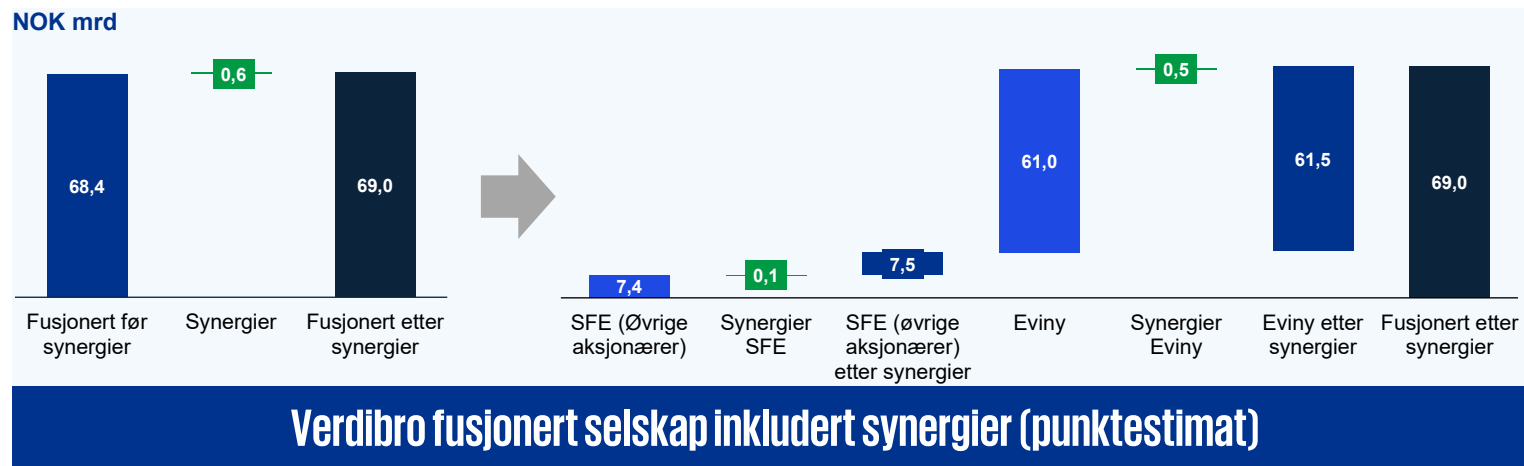 NOK mrd
0,6
68,4
69,0
7,4
0,1
7,5
61,0
0,5
61,5
69,0
Fusjonert før
synergier
Synergier
Fusjonert etter
synergier
SFE (Øvrige
aksjonærer)
Synergier
SFE
SFE (øvrige
aksjonærer)
etter synergier
Eviny
Synergier
Eviny
Eviny etter
synergier
Fusjonert etter
synergier
Verdibro fusjonert selskap inkludert synergier (punktestimat)